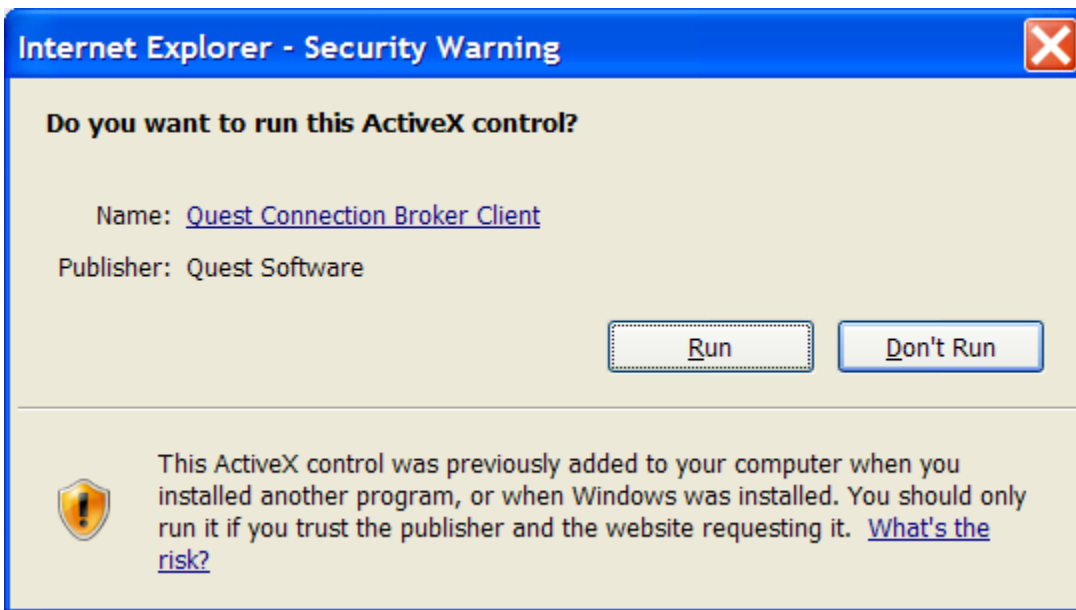 Internet Explorer - Security Warning
Do you want to run this ActiveX control?
Name: Quest Connection Broker Client
Publisher: Quest Software
Run Don't Run
This ActiveX control was previously added to your computer when you
installed another program, or when Windows was installed. You should only
run it if you trust the publisher and the website requesting it. What's the
risk?